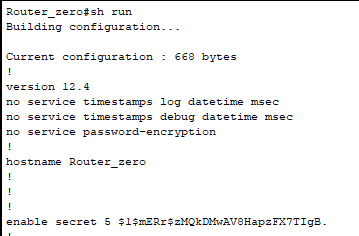 Router_zero#sh run
Building configuration...
Current configuration : 668 bytes
!
version 12.4
no service timestamps log datetime msec
no service timestamps debug datetime msec
no service password-encryption
!
hostname Router_zero
!
!
!
enable secret 5 $1$mERr$zMQkDMwAV8HapzFX7TIgB.
!